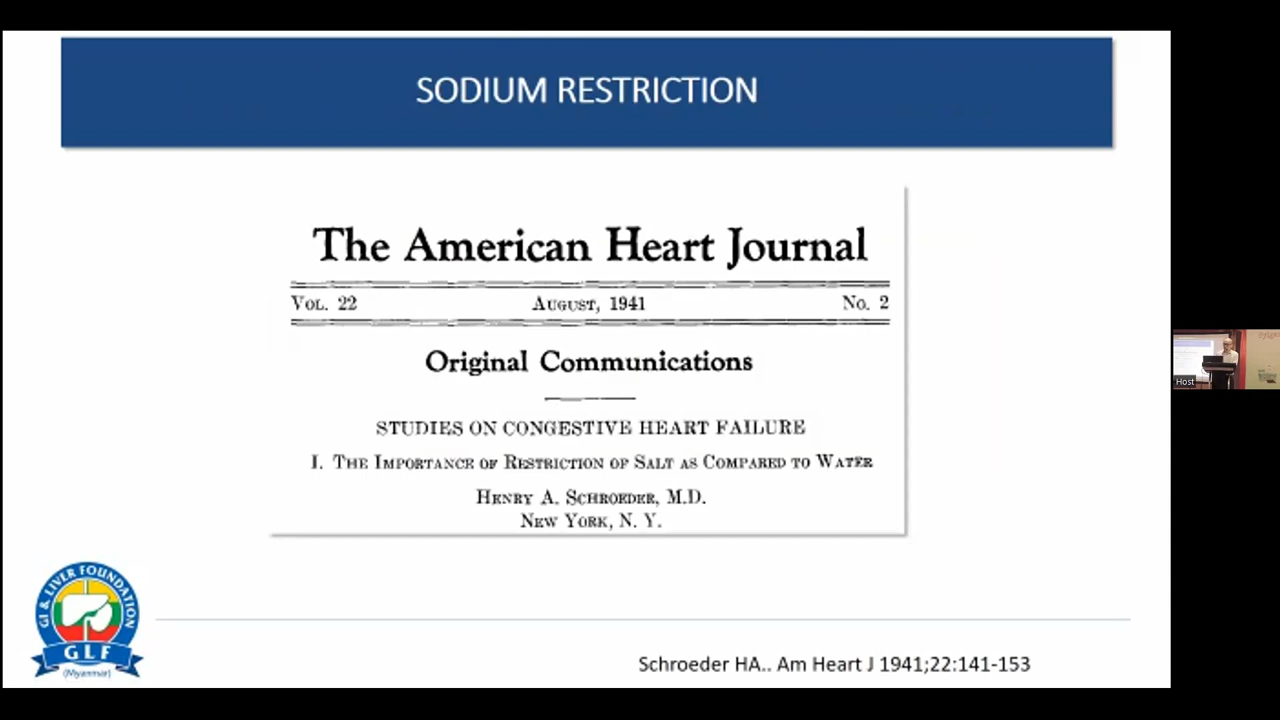 SODIUM RESTRICTION
The American Heart Journal
VOL. 22 AUGUST, 1941 No. 2
Original Communications
STUDIES ON CONGESTIVE HEART FAILURE
I. THE IMPORTANCE OF RESTRICTION OF SALT AS COMPARED TO WATER
HENRY A. SCHROEDER, M.D.
NEW YORK, N. Y.
GI & LIVER FOUNDATION
GLF
(Myanmar)
Schroeder HA.. Am Heart J 1941;22:141-153
Host